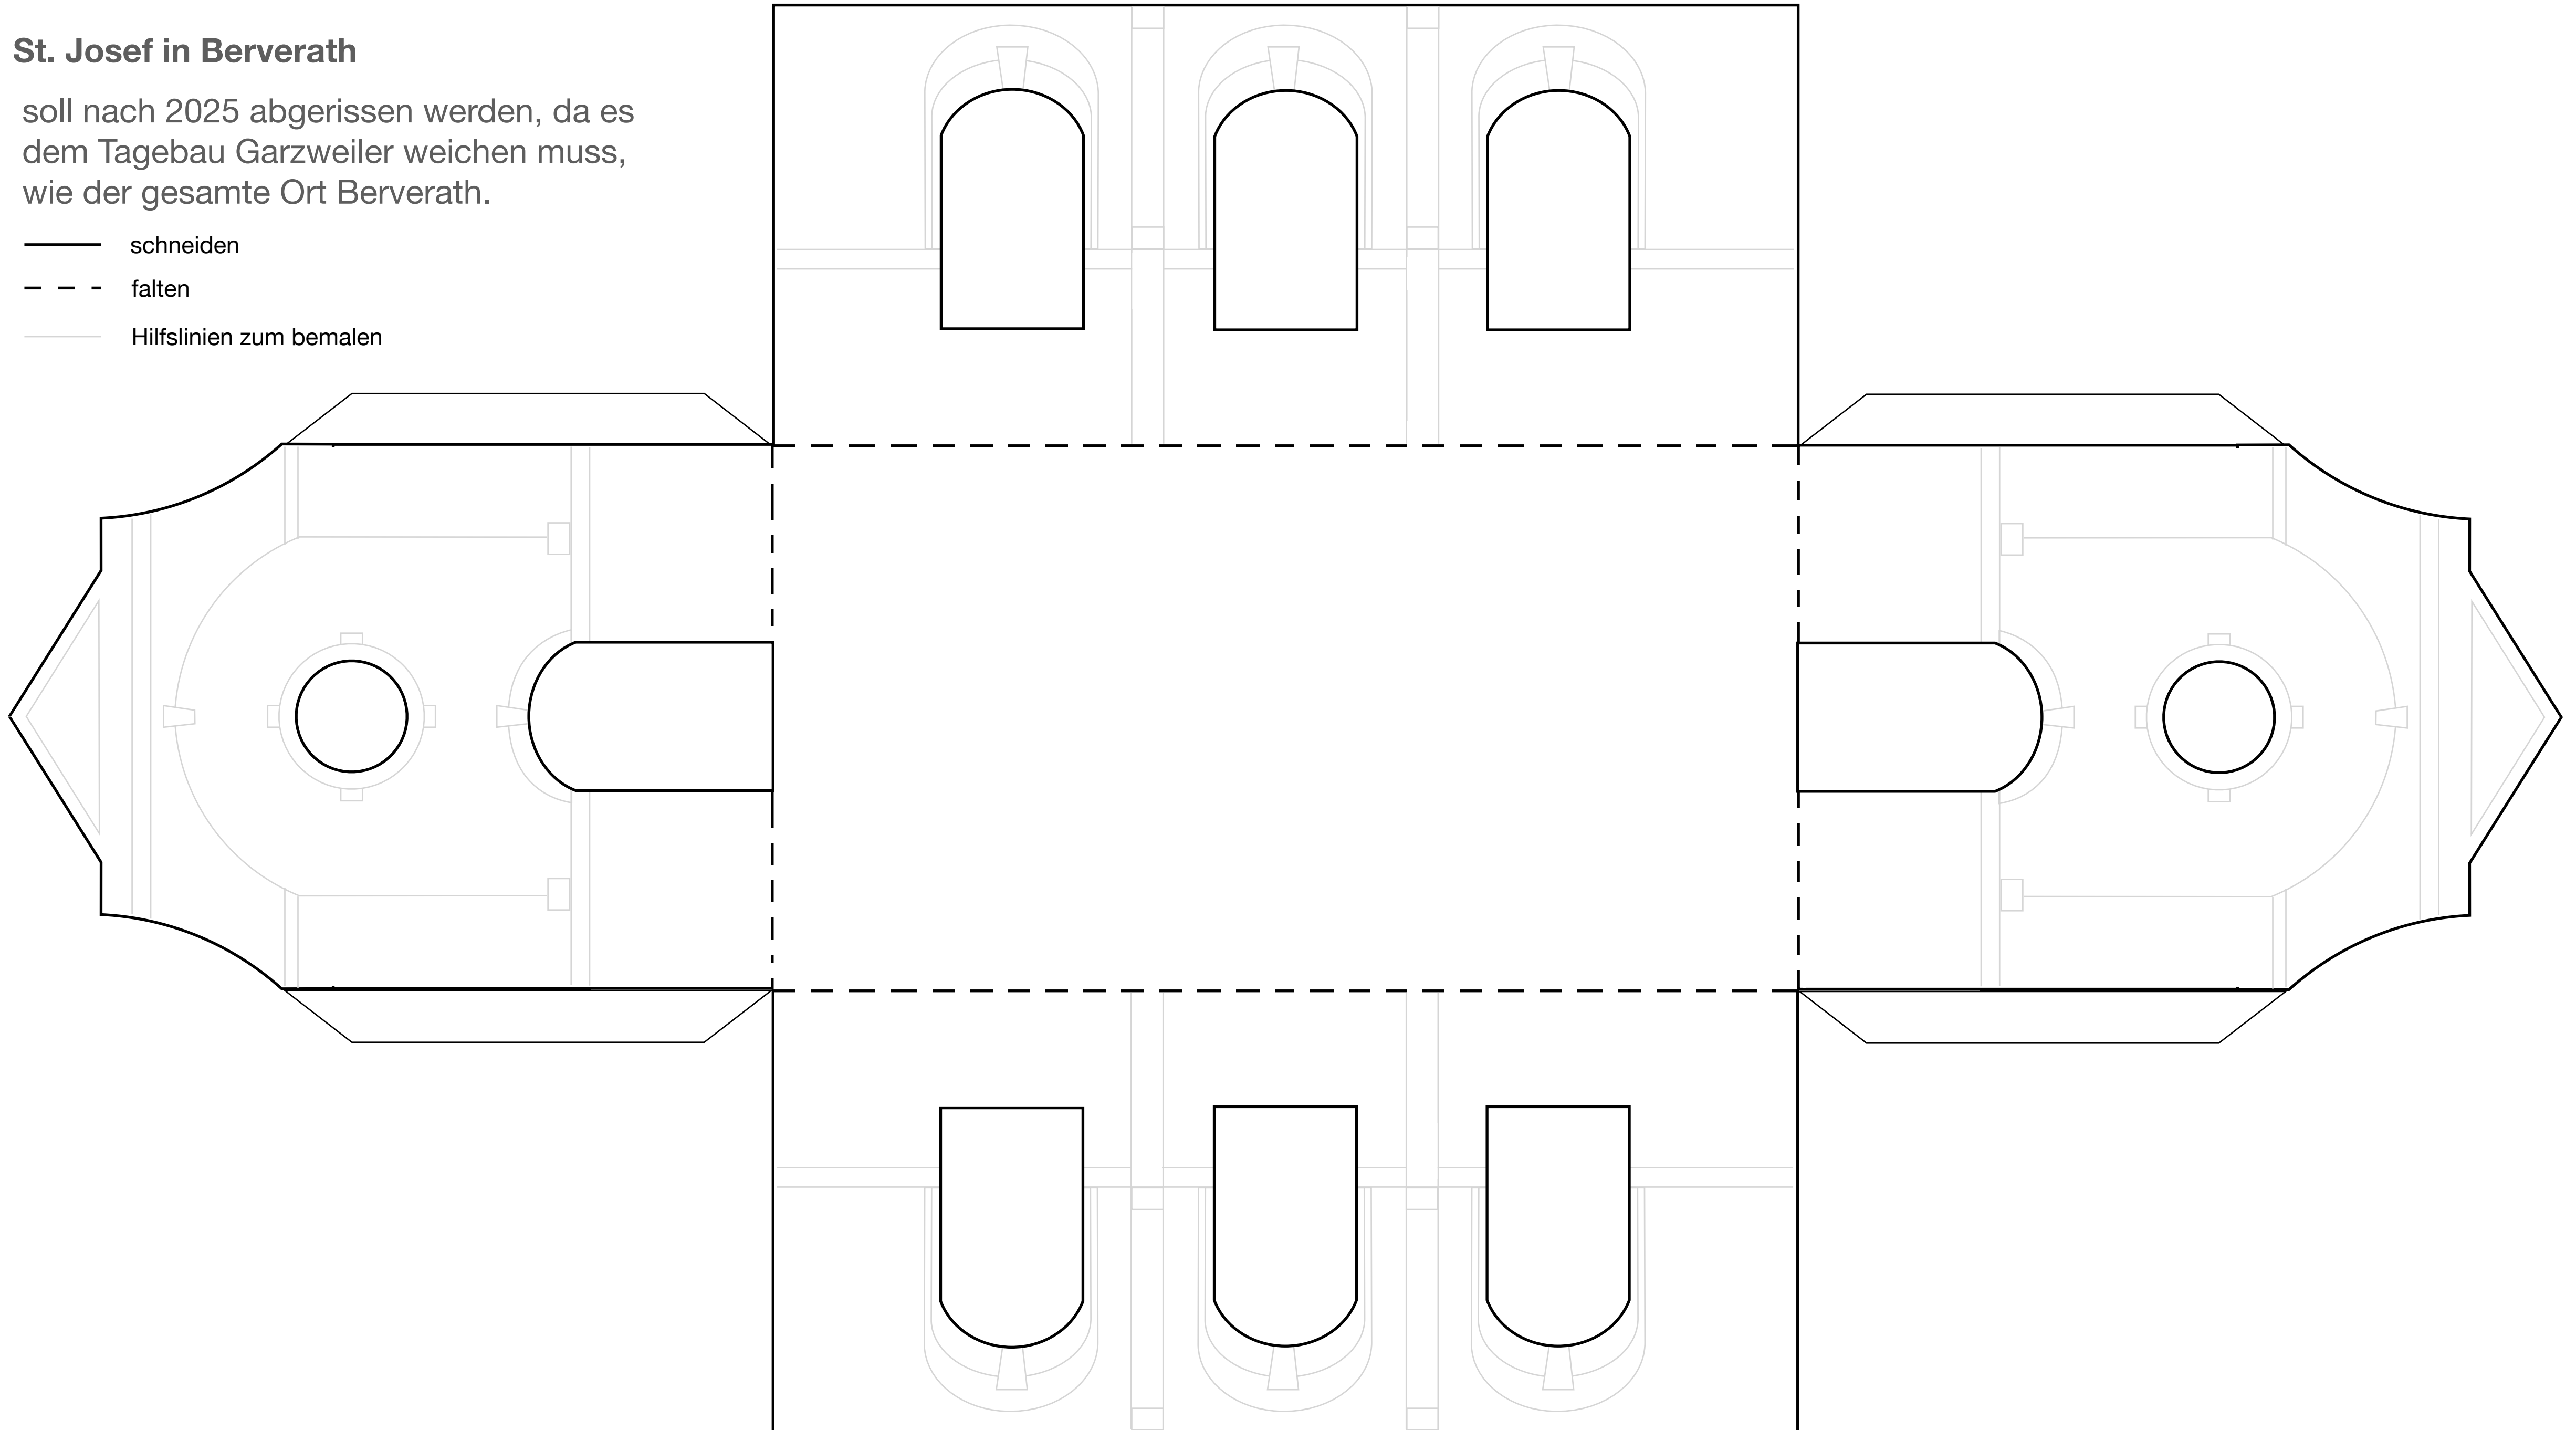 St. Josef in Berverath
soll nach 2025 abgerissen werden, da es
dem Tagebau Garzweiler weichen muss,
wie der gesamte Ort Berverath.
schneiden
falten
Hilfslinien zum bemalen